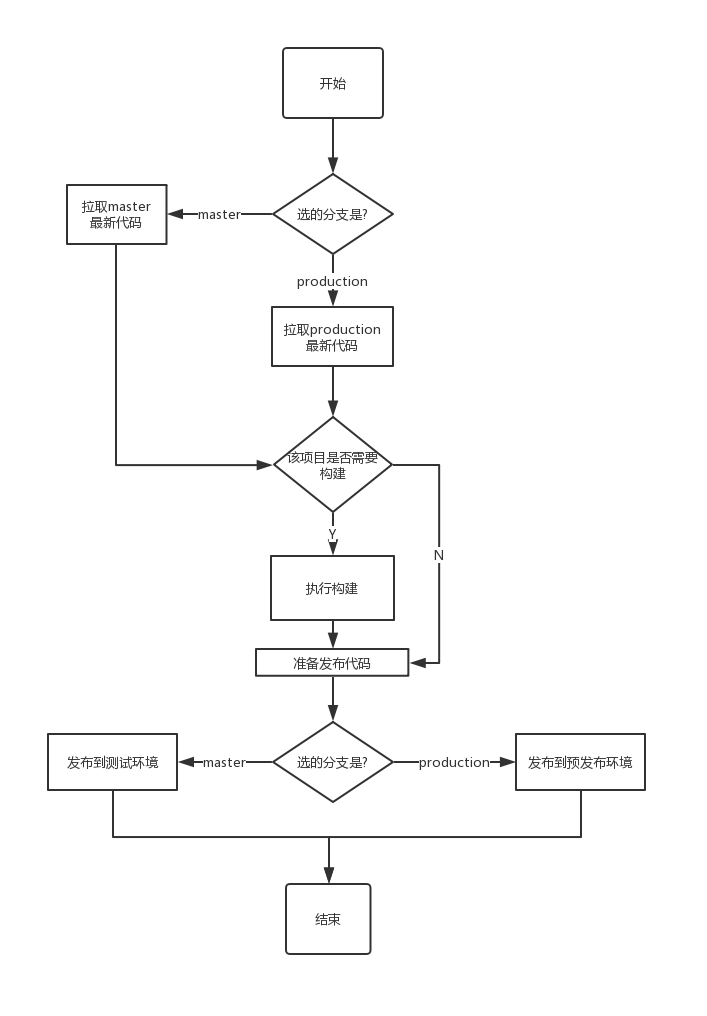 开始
选的分支是?
master
拉取master
最新代码
production
拉取production
最新代码
该项目是否需要
构建
Y
N
执行构建
准备发布代码
选的分支是?
master
发布到测试环境
production
发布到预发布环境
结束